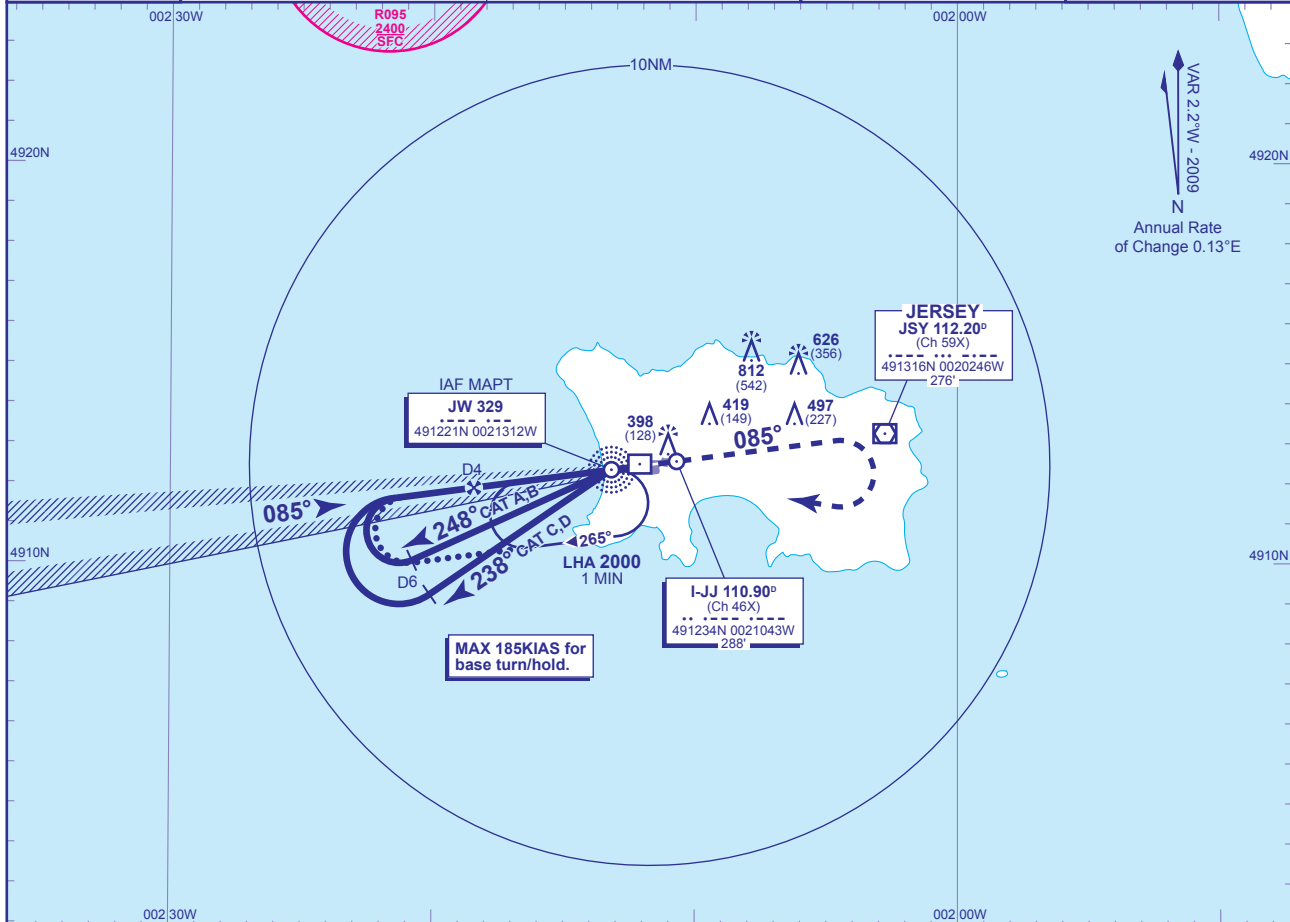 002 30W
002 00W
R095
2400
SFC
10NM
VAR 2.2°W - 2009
N
Annual Rate
of Change 0.13°E
4920N
4920N
JERSEY
JSY 112.20ᴰ
(Ch 59X)
·--- ··· -·--
491316N 0020246W
276'
626
(356)
812
(542)
IAF MAPT
JW 329
·--- ·--
491221N 0021312W
419
(149)
497
(227)
398
(128)
085°
D4
085°
248° CAT A,B
265°
238° CAT C,D
D6
LHA 2000
1 MIN
4910N
4910N
I-JJ 110.90ᴰ
(Ch 46X)
·· ·--- ·---
491234N 0021043W
288'
MAX 185KIAS for
base turn/hold.
002 30W
002 00W